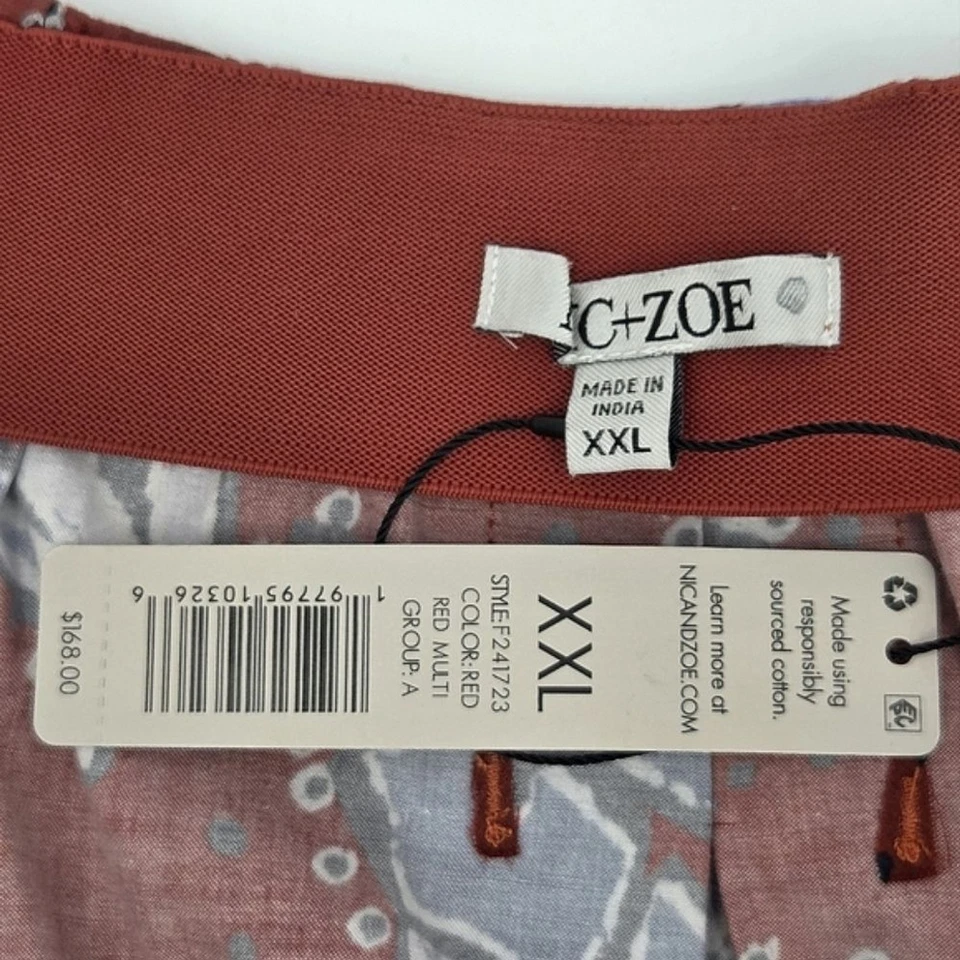 IC+ZOE
MADE IN
INDIA
XXL
Made using
responsibly
sourced cotton.
Learn more at
NICANDZOE.COM
XXL
STYLE:F241723
COLOR:RED
RED MULTI
GROUP: A
1 97795 10326 6
$168.00